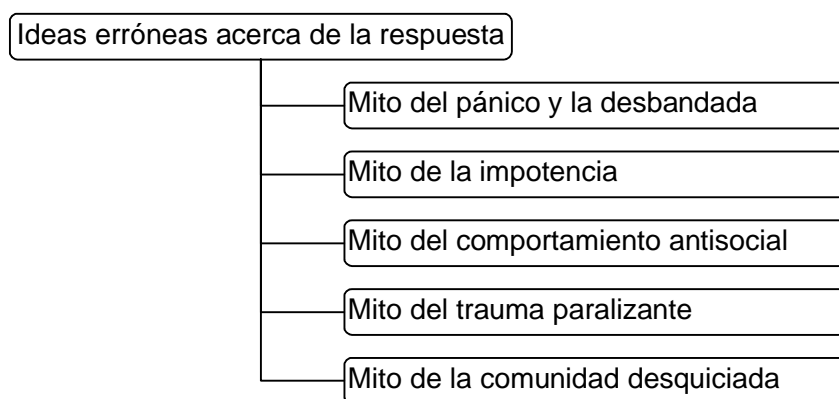 Ideas erróneas acerca de la respuesta
Mito del pánico y la desbandada
Mito de la impotencia
Mito del comportamiento antisocial
Mito del trauma paralizante
Mito de la comunidad desquiciada